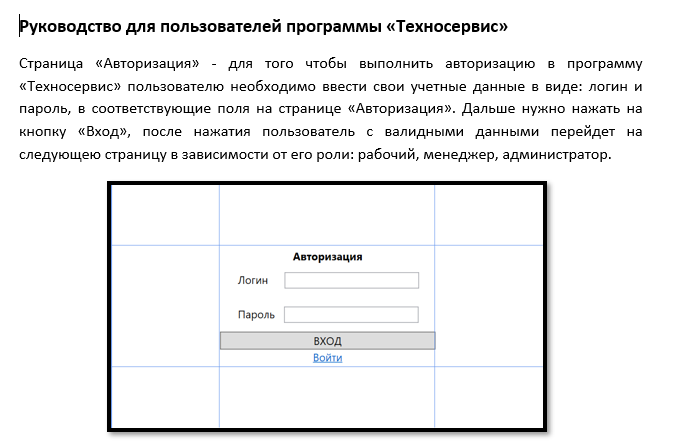 Руководство для пользователей программы «Техносервис»
Страница «Авторизация» - для того чтобы выполнить авторизацию в программу
«Техносервис» пользователю необходимо ввести свои учетные данные в виде: логин и
пароль, в соответствующие поля на странице «Авторизация». Дальше нужно нажать на
кнопку «Вход», после нажатия пользователь с валидными данными перейдет на
следующею страницу в зависимости от его роли: рабочий, менеджер, администратор.
Авторизация
Логин
Пароль
ВХОД
Войти